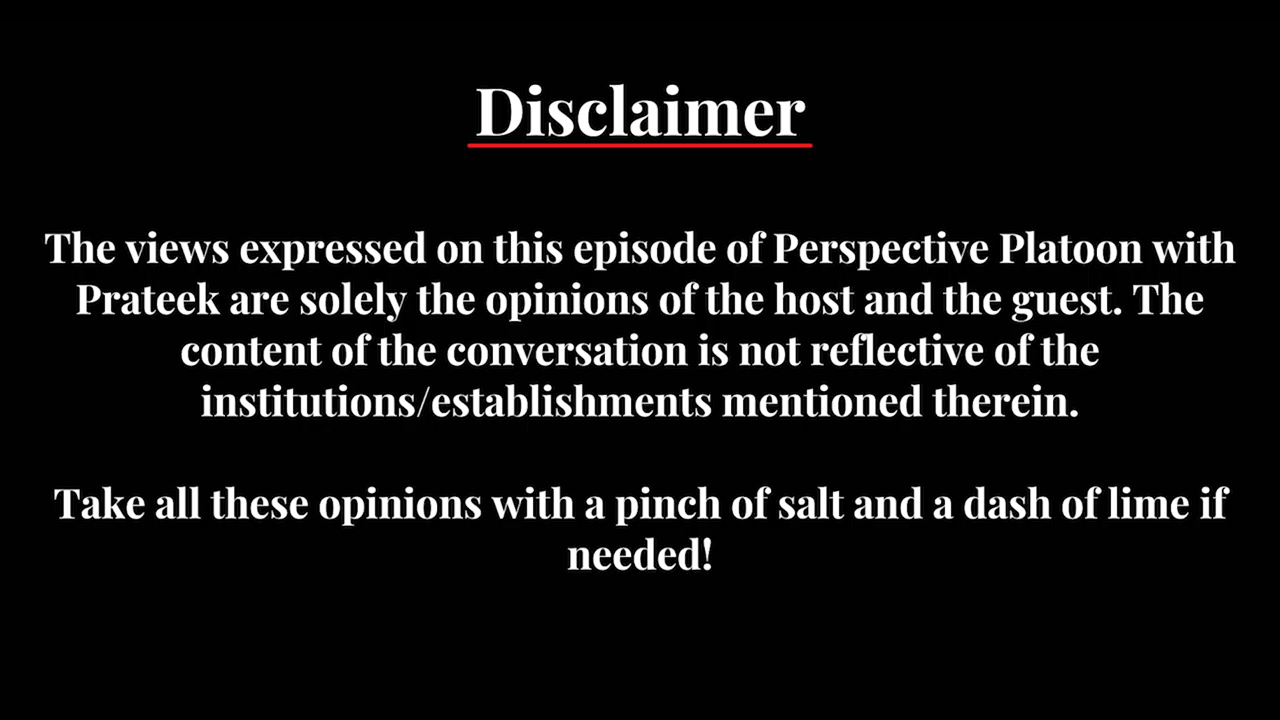 Disclaimer
The views expressed on this episode of Perspective Platoon with
Prateek are solely the opinions of the host and the guest. The
content of the conversation is not reflective of the
institutions/establishments mentioned therein.
Take all these opinions with a pinch of salt and a dash of lime if
needed!